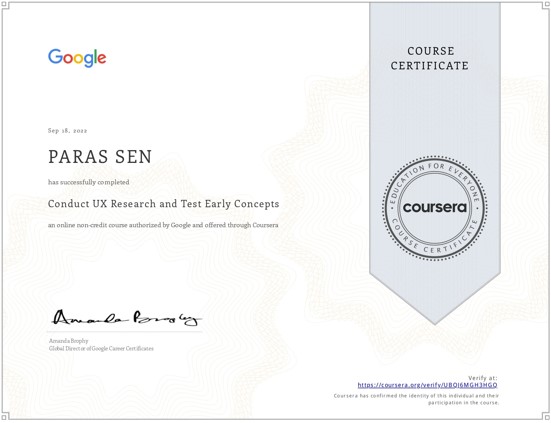 Google
COURSE
CERTIFICATE
Sep 18, 2022
PARAS SEN
has successfully completed
Conduct UX Research and Test Early Concepts
an online non-credit course authorized by Google and offered through Coursera
EDUCATION FOR EVERYONE
coursera
COURSE CERTIFICATE
Amanda Brophy
Amanda Brophy
Global Director of Google Career Certificates
Verify at:
https://coursera.org/verify/UBQJ6MGH3HGQ
Coursera has confirmed the identity of this individual and their
participation in the course.